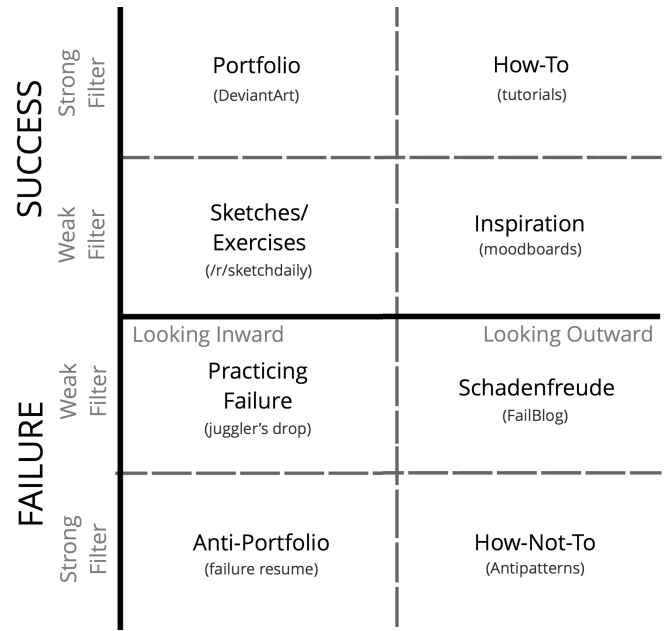 SUCCESS
Strong
Filter
Portfolio
(DeviantArt)
How-To
(tutorials)
Weak
Filter
Sketches/
Exercises
(/r/sketchdaily)
Inspiration
(moodboards)
Looking Inward
Looking Outward
FAILURE
Weak
Filter
Practicing
Failure
(juggler's drop)
Schadenfreude
(FailBlog)
Strong
Filter
Anti-Portfolio
(failure resume)
How-Not-To
(Antipatterns)